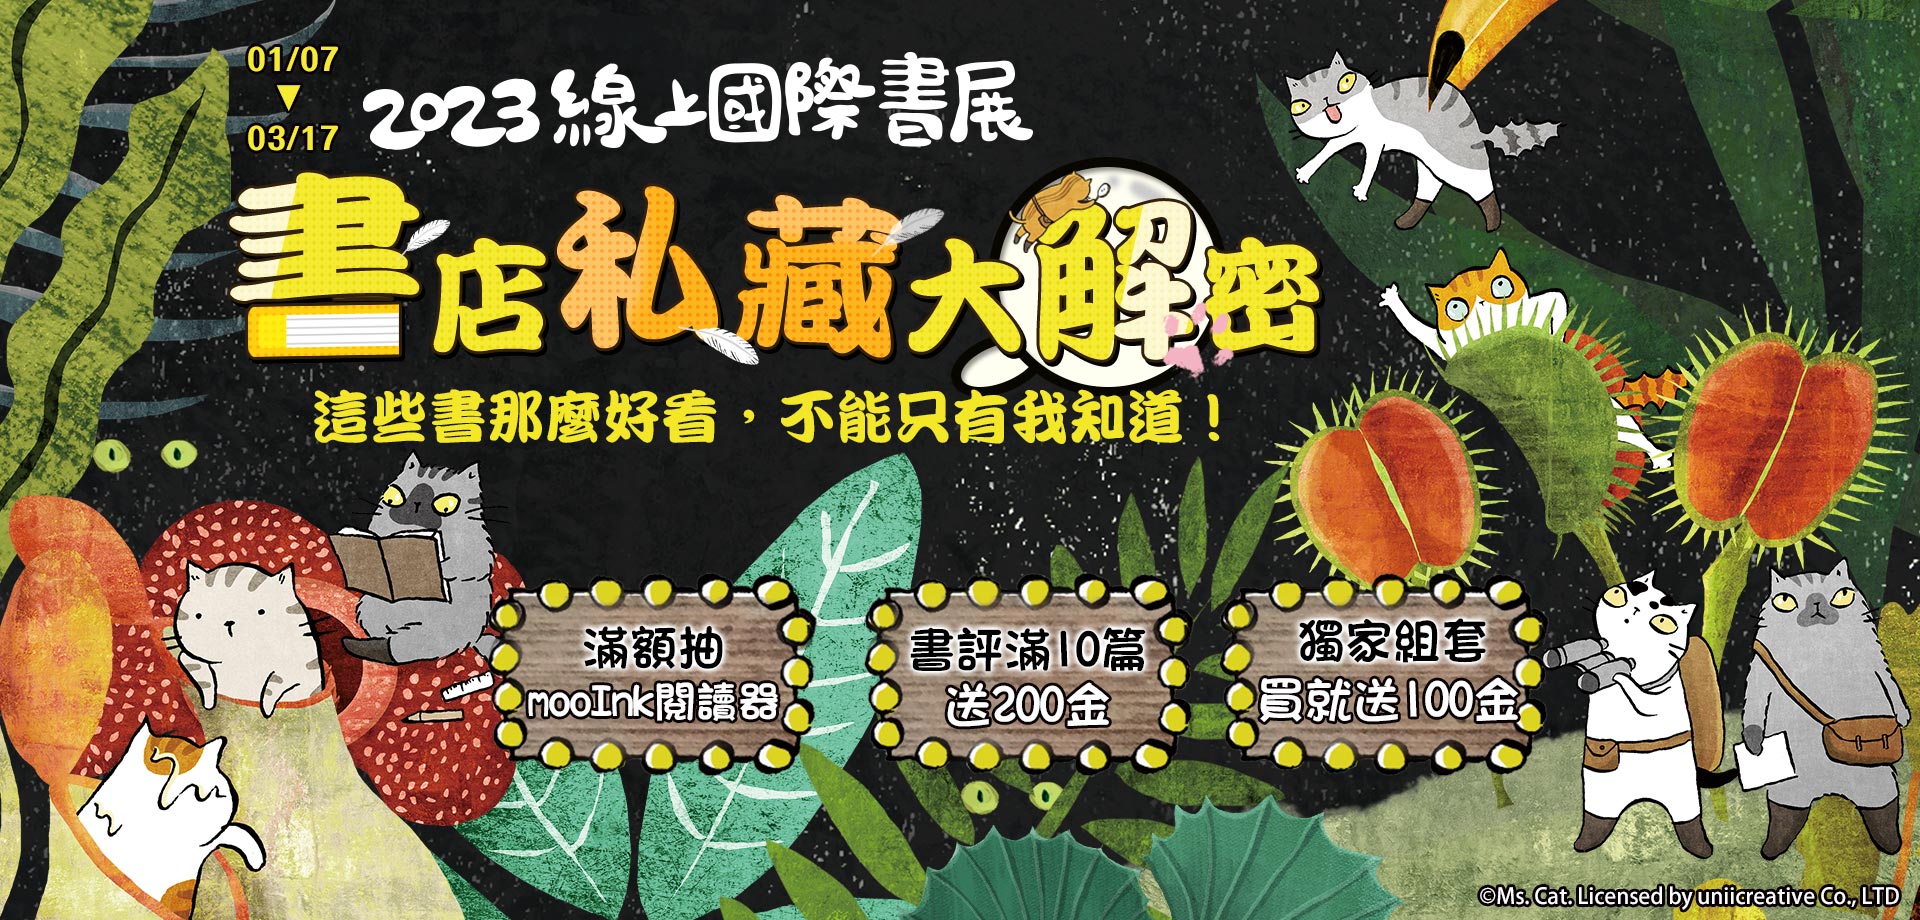 01/07
03/17
2023線上國際書展
書店私藏大解密
這些書那麼好看，不能只有我知道！
滿額抽
mooInk閱讀器
書評滿10篇
送200金
獨家組套
買就送100金
©Ms. Cat. Licensed by uniicreative Co., LTD